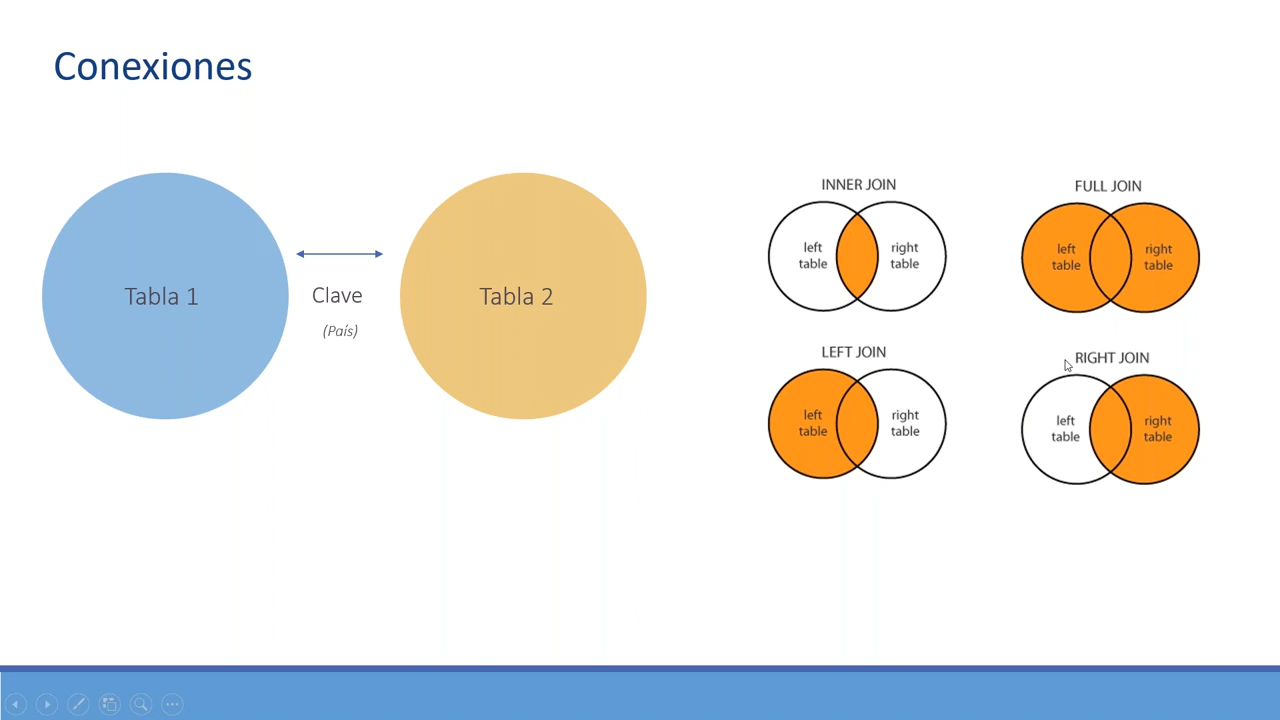 Conexiones
Tabla 1
Clave
(País)
Tabla 2
INNER JOIN
left
table
right
table
FULL JOIN
left
table
right
table
LEFT JOIN
left
table
right
table
RIGHT JOIN
left
table
right
table